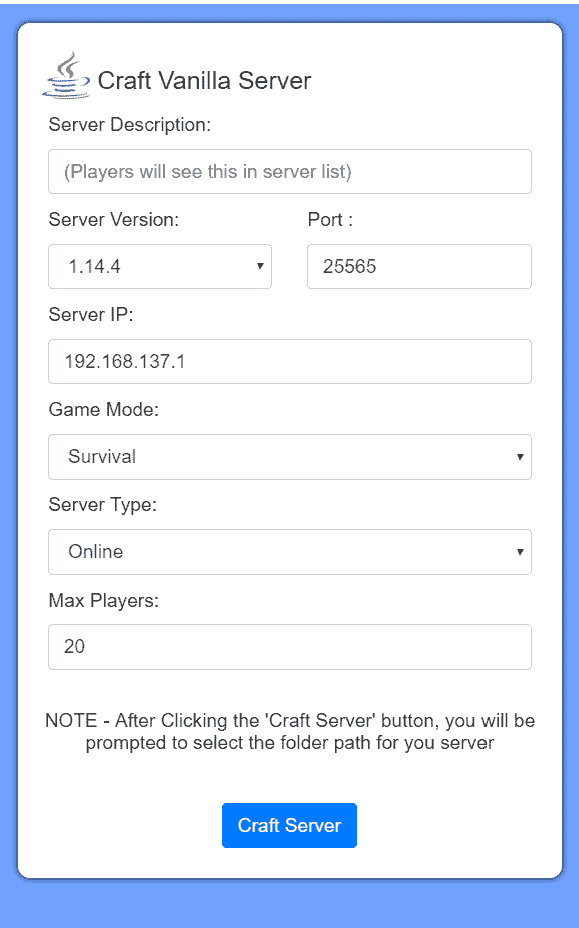 Craft Vanilla Server
Server Description:
(Players will see this in server list)
Server Version: Port :
1.14.4 25565
Server IP:
192.168.137.1
Game Mode:
Survival
Server Type:
Online
Max Players:
20
NOTE - After Clicking the 'Craft Server' button, you will be
prompted to select the folder path for you server
Craft Server